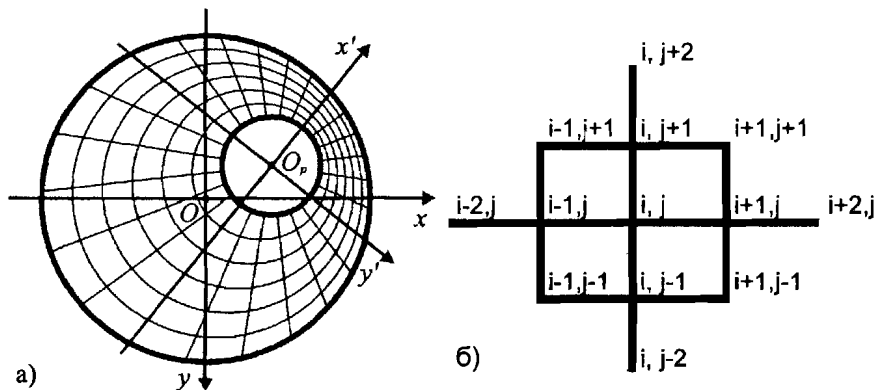 x'
O_p
O
x
y'
y
а)
i, j+2
i-1,j+1 i, j+1 i+1,j+1
i-2,j i-1,j i, j i+1,j i+2,j
i-1,j-1 i, j-1 i+1,j-1
i, j-2
б)